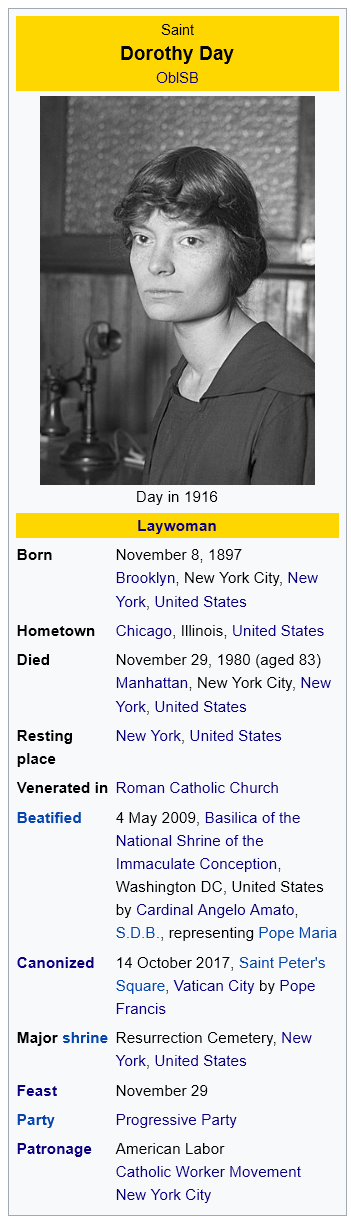 Saint
Dorothy Day
OblSB
Day in 1916
Laywoman
Born November 8, 1897
Brooklyn, New York City, New
York, United States
Hometown Chicago, Illinois, United States
Died November 29, 1980 (aged 83)
Manhattan, New York City, New
York, United States
Resting New York, United States
place
Venerated in Roman Catholic Church
Beatified 4 May 2009, Basilica of the
National Shrine of the
Immaculate Conception,
Washington DC, United States
by Cardinal Angelo Amato,
S.D.B., representing Pope Maria
Canonized 14 October 2017, Saint Peter's
Square, Vatican City by Pope
Francis
Major shrine Resurrection Cemetery, New
York, United States
Feast November 29
Party Progressive Party
Patronage American Labor
Catholic Worker Movement
New York City